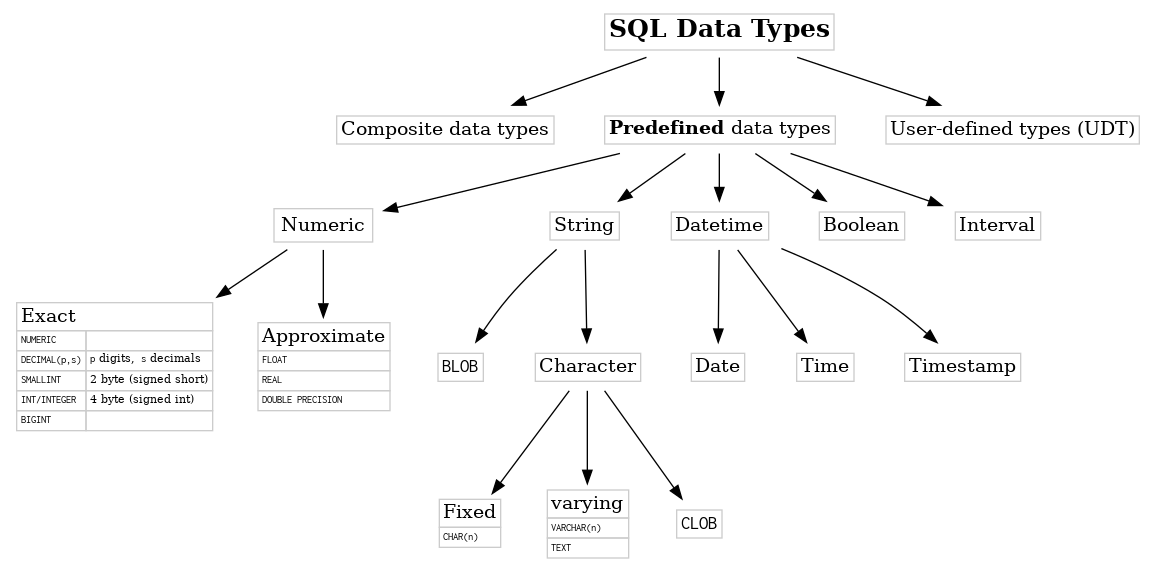 SQL Data Types
Composite data types
Predefined data types
User-defined types (UDT)
Numeric
String
Datetime
Boolean
Interval
Exact
NUMERIC
DECIMAL(p,s) p digits, s decimals
SMALLINT 2 byte (signed short)
INT/INTEGER 4 byte (signed int)
BIGINT
Approximate
FLOAT
REAL
DOUBLE PRECISION
BLOB
Character
Date
Time
Timestamp
Fixed
CHAR(n)
varying
VARCHAR(n)
TEXT
CLOB